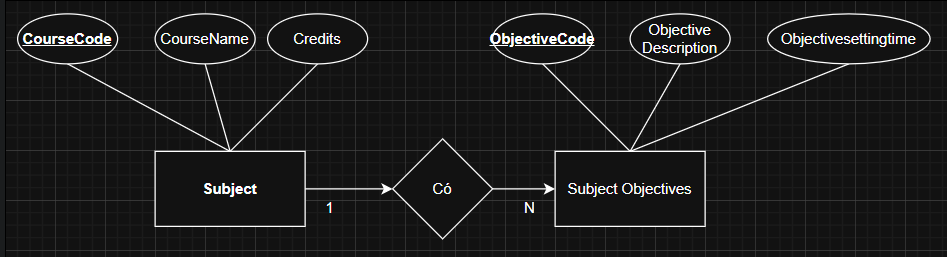 CourseCode
CourseName
Credits
ObjectiveCode
Objective
Description
Objectivesettingtime
Subject
Có
Subject Objectives
1
N